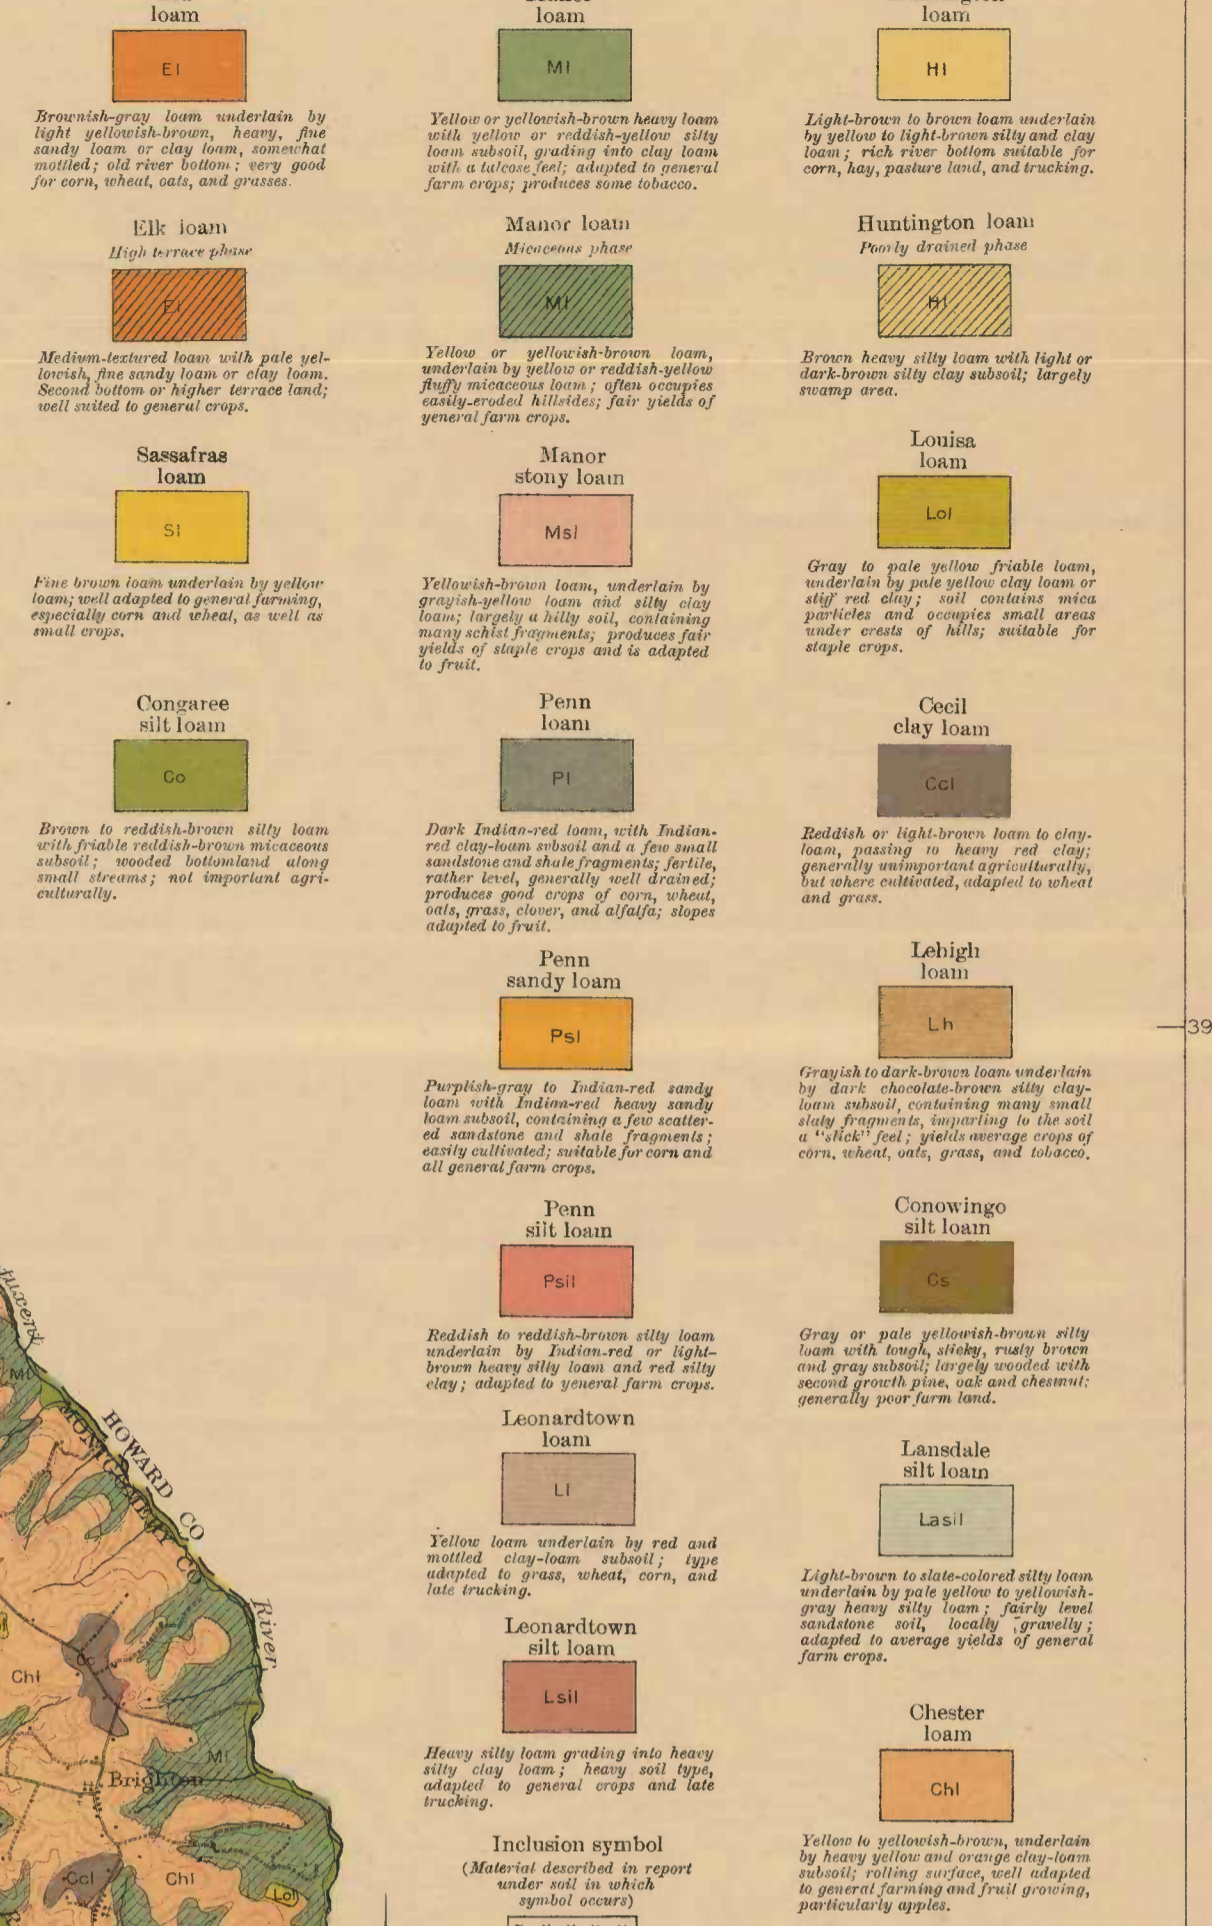 loam
El
Brownish-gray loam underlain by
light yellowish-brown, heavy, fine
sandy loam or clay loam, somewhat
mottled; old river bottom; very good
for corn, wheat, oats, and grasses.
Elk loam
High terrace phase
El
Medium-textured loam with pale yel-
lowish, fine sandy loam or clay loam.
Second bottom or higher terrace land;
well suited to general crops.
Sassafras
loam
Sl
Fine brown loam underlain by yellow
loam; well adapted to general farming,
especially corn and wheat, as well as
small crops.
Congaree
silt loam
Co
Brown to reddish-brown silty loam
with friable reddish-brown micaceous
subsoil; wooded bottomland along
small streams; not important agri-
culturally.
loam
Ml
Yellow or yellowish-brown heavy loam
with yellow or reddish-yellow silty
loam subsoil, grading into clay loam
with a talcose feel; adapted to general
farm crops; produces some tobacco.
Manor loam
Micaceous phase
Ml
Yellow or yellowish-brown loam,
underlain by yellow or reddish-yellow
fluffy micaceous loam; often occupies
easily-eroded hillsides; fair yields of
general farm crops.
Manor
stony loam
Msl
Yellowish-brown loam, underlain by
grayish-yellow loam and silty clay
loam; largely a hilly soil, containing
many schist fragments; produces fair
yields of staple crops and is adapted
to fruit.
Penn
loam
Pl
Dark Indian-red loam, with Indian-
red clay-loam subsoil and a few small
sandstone and shale fragments; fertile,
rather level, generally well drained;
produces good crops of corn, wheat,
oats, grass, clover, and alfalfa; slopes
adapted to fruit.
Penn
sandy loam
Psl
Purplish-gray to Indian-red sandy
loam with Indian-red heavy sandy
loam subsoil, containing a few scatter-
ed sandstone and shale fragments;
easily cultivated; suitable for corn and
all general farm crops.
Penn
silt loam
Psil
Reddish to reddish-brown silty loam
underlain by Indian-red or light-
brown heavy silty loam and red silty
clay; adapted to general farm crops.
Leonardtown
loam
Ll
Yellow loam underlain by red and
mottled clay-loam subsoil; type
adapted to grass, wheat, corn, and
late trucking.
Leonardtown
silt loam
Lsil
Heavy silty loam grading into heavy
silty clay loam; heavy soil type,
adapted to general crops and late
trucking.
Inclusion symbol
(Material described in report
under soil in which
symbol occurs)
loam
Hl
Light-brown to brown loam underlain
by yellow to light-brown silty and clay
loam; rich river bottom suitable for
corn, hay, pasture land, and trucking.
Huntington loam
Poorly drained phase
Hl
Brown heavy silty loam with light or
dark-brown silty clay subsoil; largely
swamp area.
Louisa
loam
Lol
Gray to pale yellow friable loam,
underlain by pale yellow clay loam or
stiff red clay; soil contains mica
particles and occupies small areas
under crests of hills; suitable for
staple crops.
Cecil
clay loam
Ccl
Reddish or light-brown loam to clay-
loam, passing to heavy red clay;
generally unimportant agriculturally,
but where cultivated, adapted to wheat
and grass.
Lehigh
loam
Lh
Grayish to dark-brown loam underlain
by dark chocolate-brown silty clay-
loam subsoil, containing many small
slaty fragments, imparting to the soil
a "slick" feel; yields average crops of
corn, wheat, oats, grass, and tobacco.
Conowingo
silt loam
Cs
Gray or pale yellowish-brown silty
loam with tough, sticky, rusty brown
and gray subsoil; largely wooded with
second growth pine, oak and chestnut;
generally poor farm land.
Lansdale
silt loam
Lasil
Light-brown to slate-colored silty loam
underlain by pale yellow to yellowish-
gray heavy silty loam; fairly level
sandstone soil, locally gravelly;
adapted to average yields of general
farm crops.
Chester
loam
Chl
Yellow to yellowish-brown, underlain
by heavy yellow and orange clay-loam
subsoil; rolling surface, well adapted
to general farming and fruit growing,
particularly apples.
39
Ml
HOWARD CO
MONTGOMERY CO
River
Chl
Ml
Brighton
Ccl
Chl
Lol